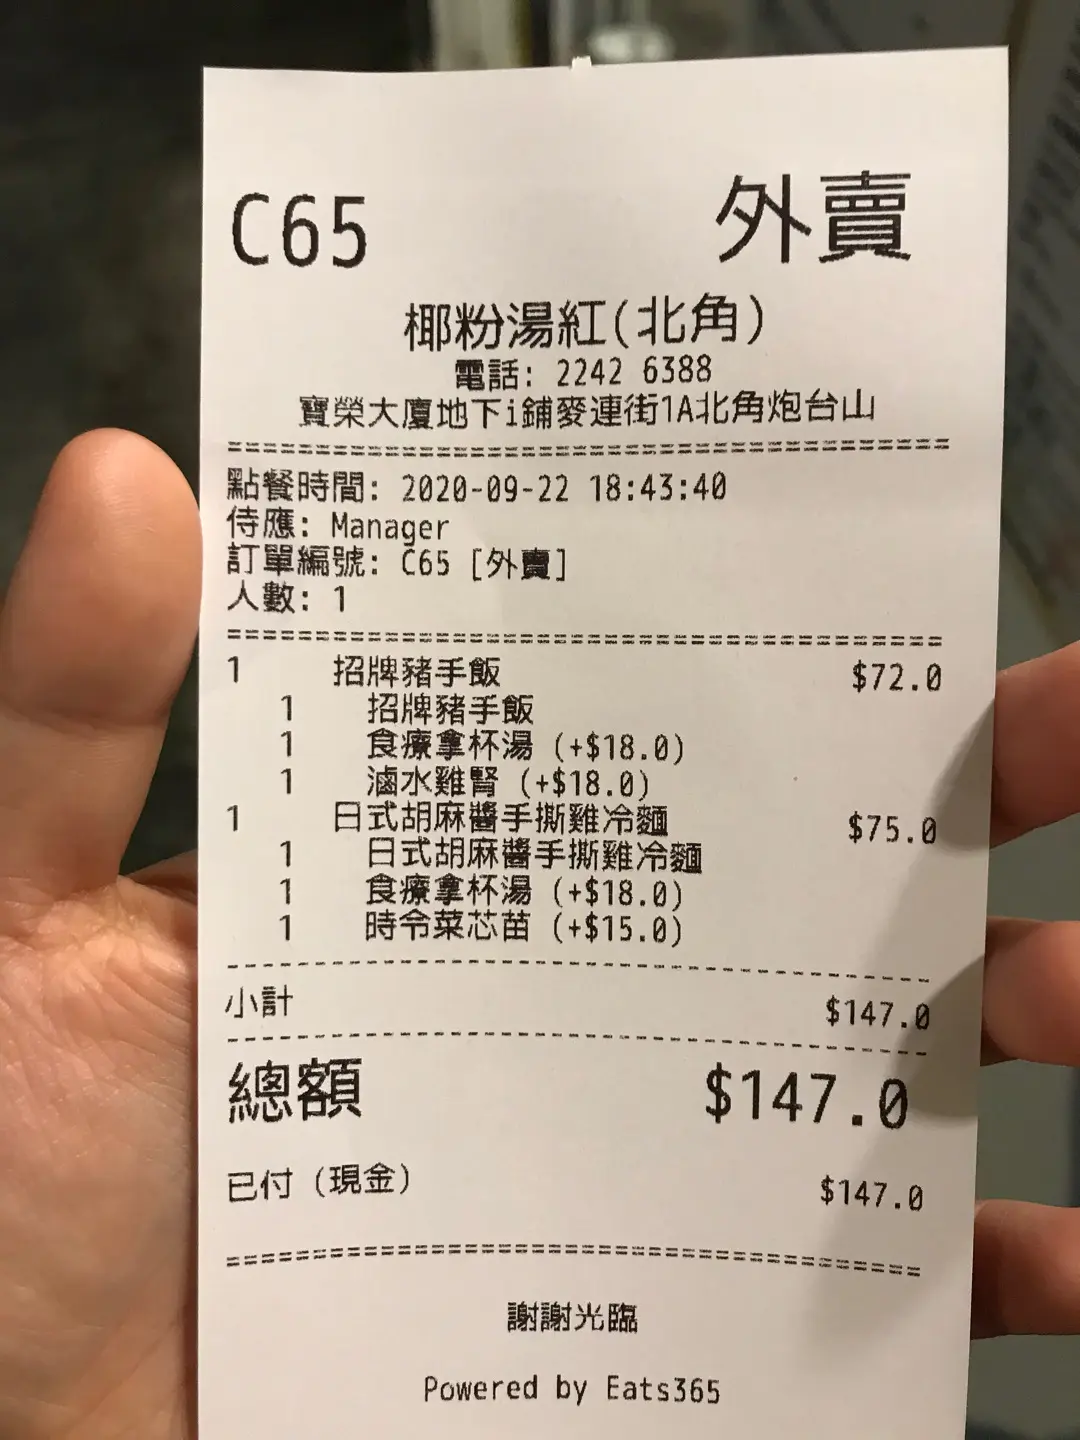 C65 外賣
椰粉湯紅(北角)
電話: 2242 6388
寶榮大廈地下i鋪麥連街1A北角炮台山
================================================
點餐時間: 2020-09-22 18:43:40
侍應: Manager
訂單編號: C65 [外賣]
人數: 1
================================================
1 招牌豬手飯 $72.0
1 招牌豬手飯
1 食療拿杯湯 (+$18.0)
1 滷水雞腎 (+$18.0)
1 日式胡麻醬手撕雞冷麵 $75.0
1 日式胡麻醬手撕雞冷麵
1 食療拿杯湯 (+$18.0)
1 時令菜芯苗 (+$15.0)
------------------------------------------------
小計 $147.0
------------------------------------------------
總額 $147.0
已付 (現金) $147.0
================================================
謝謝光臨
Powered by Eats365